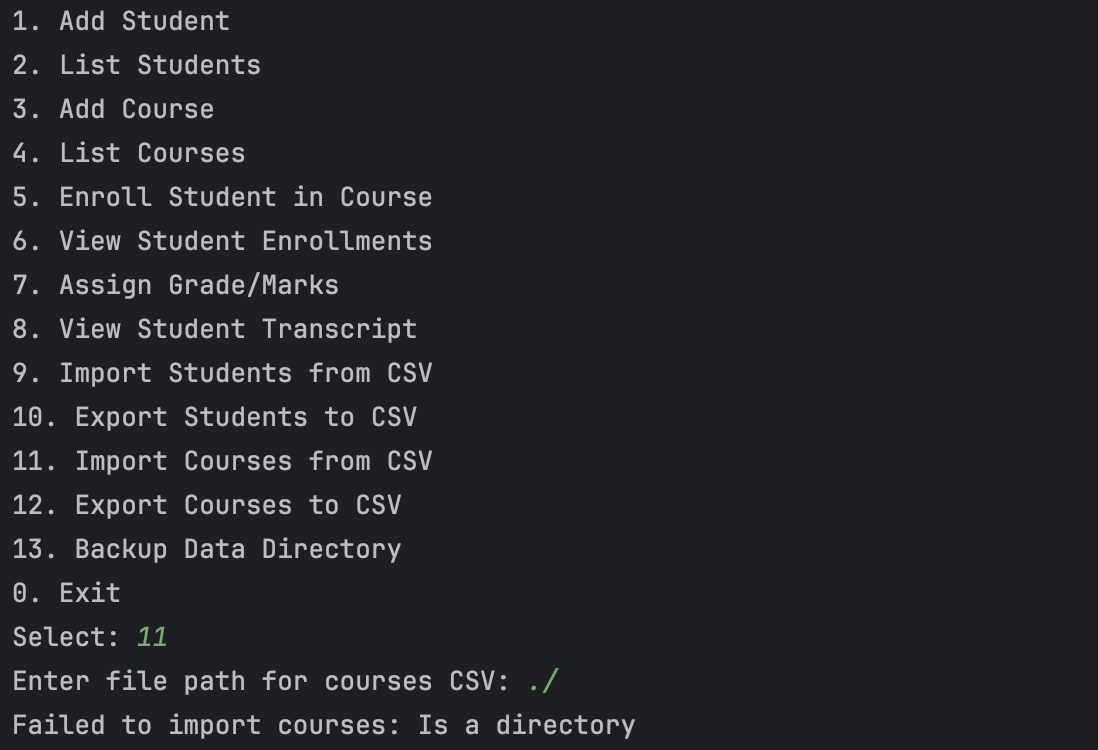 1. Add Student
2. List Students
3. Add Course
4. List Courses
5. Enroll Student in Course
6. View Student Enrollments
7. Assign Grade/Marks
8. View Student Transcript
9. Import Students from CSV
10. Export Students to CSV
11. Import Courses from CSV
12. Export Courses to CSV
13. Backup Data Directory
0. Exit
Select: 11
Enter file path for courses CSV: ./
Failed to import courses: Is a directory